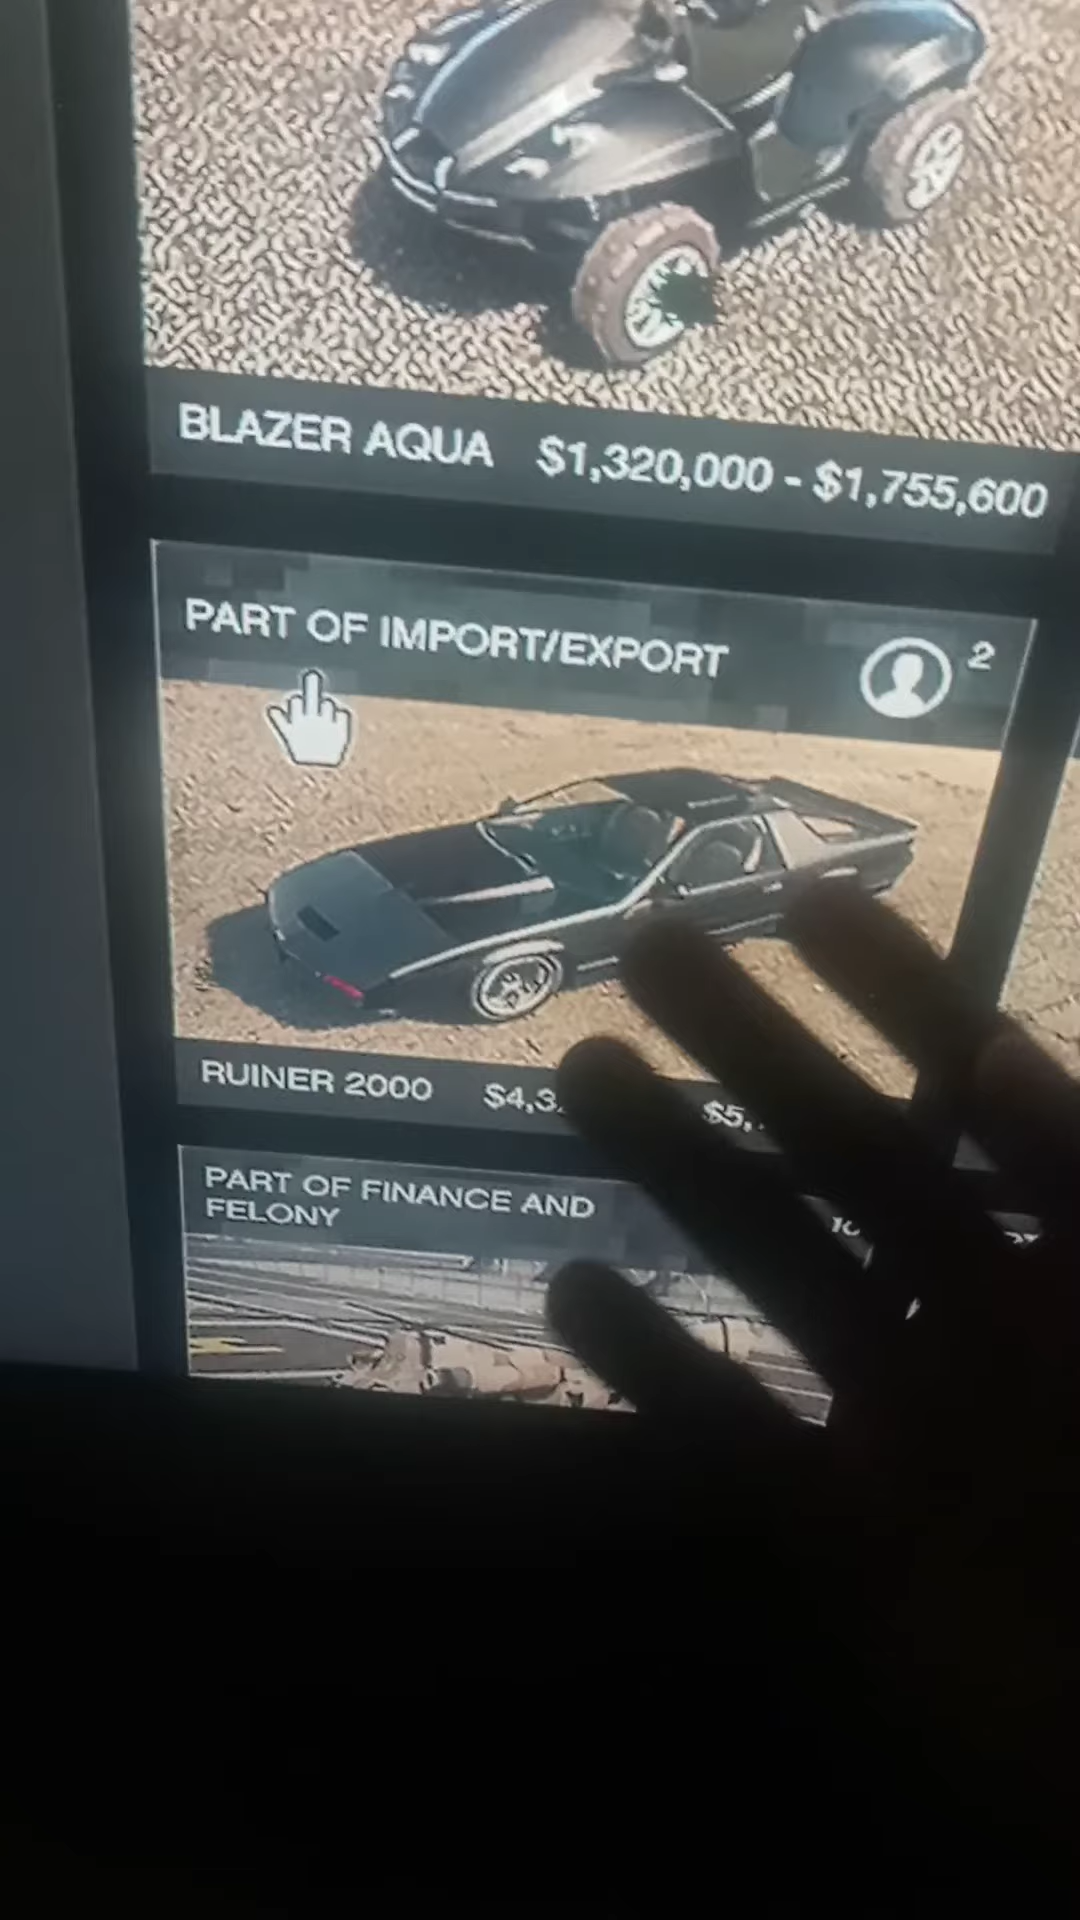 BLAZER AQUA $1,320,000 - $1,755,600
PART OF IMPORT/EXPORT 2
RUINER 2000
PART OF FINANCE AND
FELONY